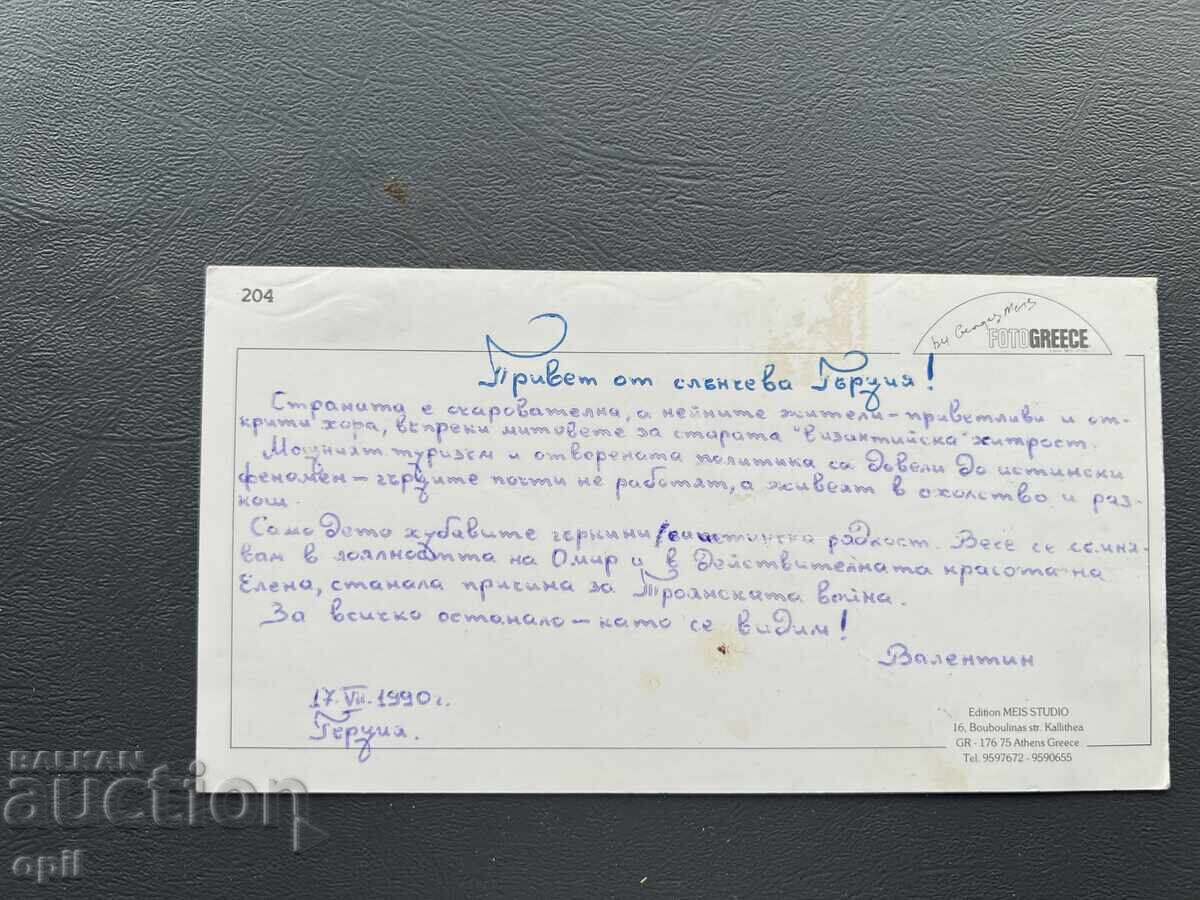 204
by Georges Meis
FOTOGREECE
Привет от слънчева Гърция!
Страната е очарователна, а нейните жители – приветливи и от-
крити хора, въпреки митовете за старата "византийска" хитрост.
Мощният туризъм и отворената политика са довели до истински
феномен – гърците почти не работят, а живеят в охолство и раз-
кош.
Само дето хубавите гъркини са истинска рядкост. Вече се съмня-
вам в лоялността на Омир и в действителната красота на
Елена, станала причина за Троянската война.
За всичко останало – като се видим!
Валентин
17.VII.1990г.
Гърция.
Edition MEIS STUDIO
16, Bouboulinas str. Kallithea
GR - 176 75 Athens Greece
Tel. 9597672 - 9590655
BALKAN
auction
opil